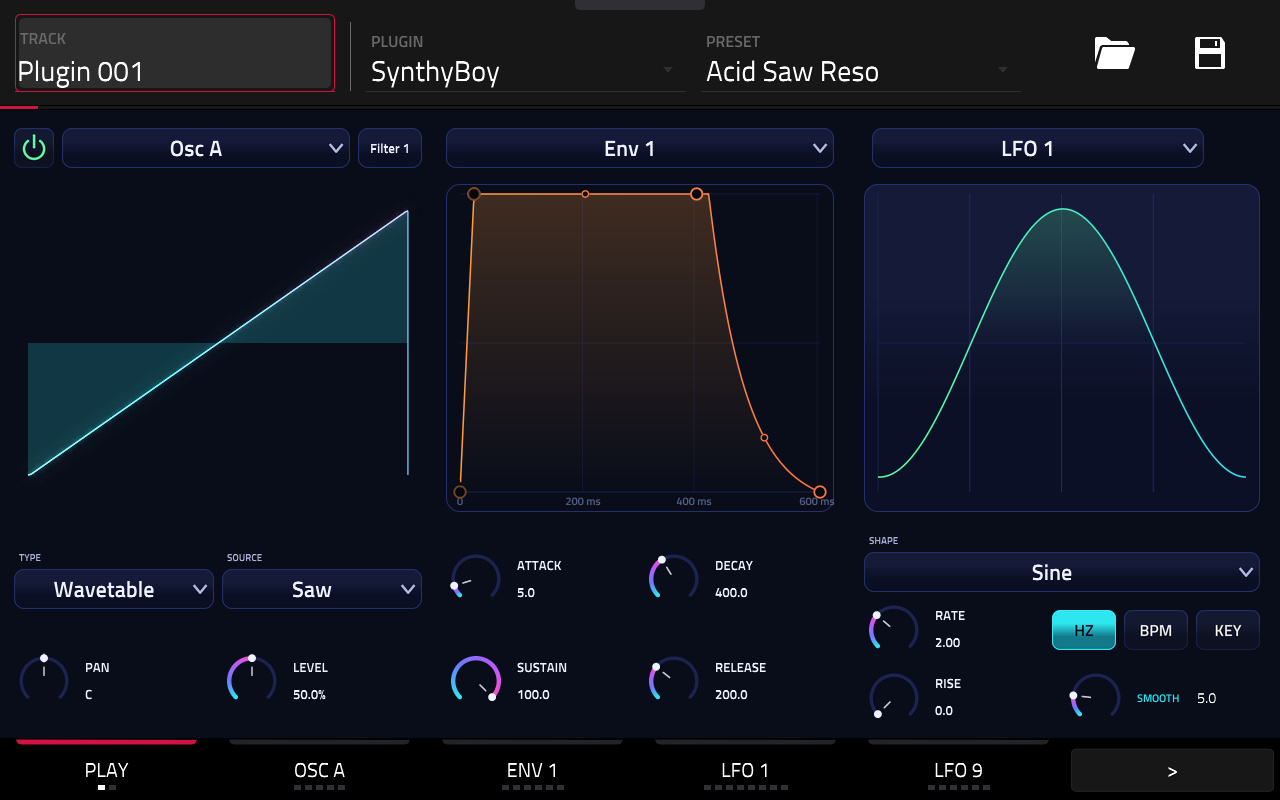 TRACK
Plugin 001
PLUGIN
SynthyBoy
PRESET
Acid Saw Reso
Osc A
Filter 1
Env 1
LFO 1
0
200 ms
400 ms
600 ms
TYPE
Wavetable
SOURCE
Saw
PAN
C
LEVEL
50.0%
ATTACK
5.0
DECAY
400.0
SUSTAIN
100.0
RELEASE
200.0
SHAPE
Sine
RATE
2.00
HZ
BPM
KEY
RISE
0.0
SMOOTH
5.0
PLAY
OSC A
ENV 1
LFO 1
LFO 9
>